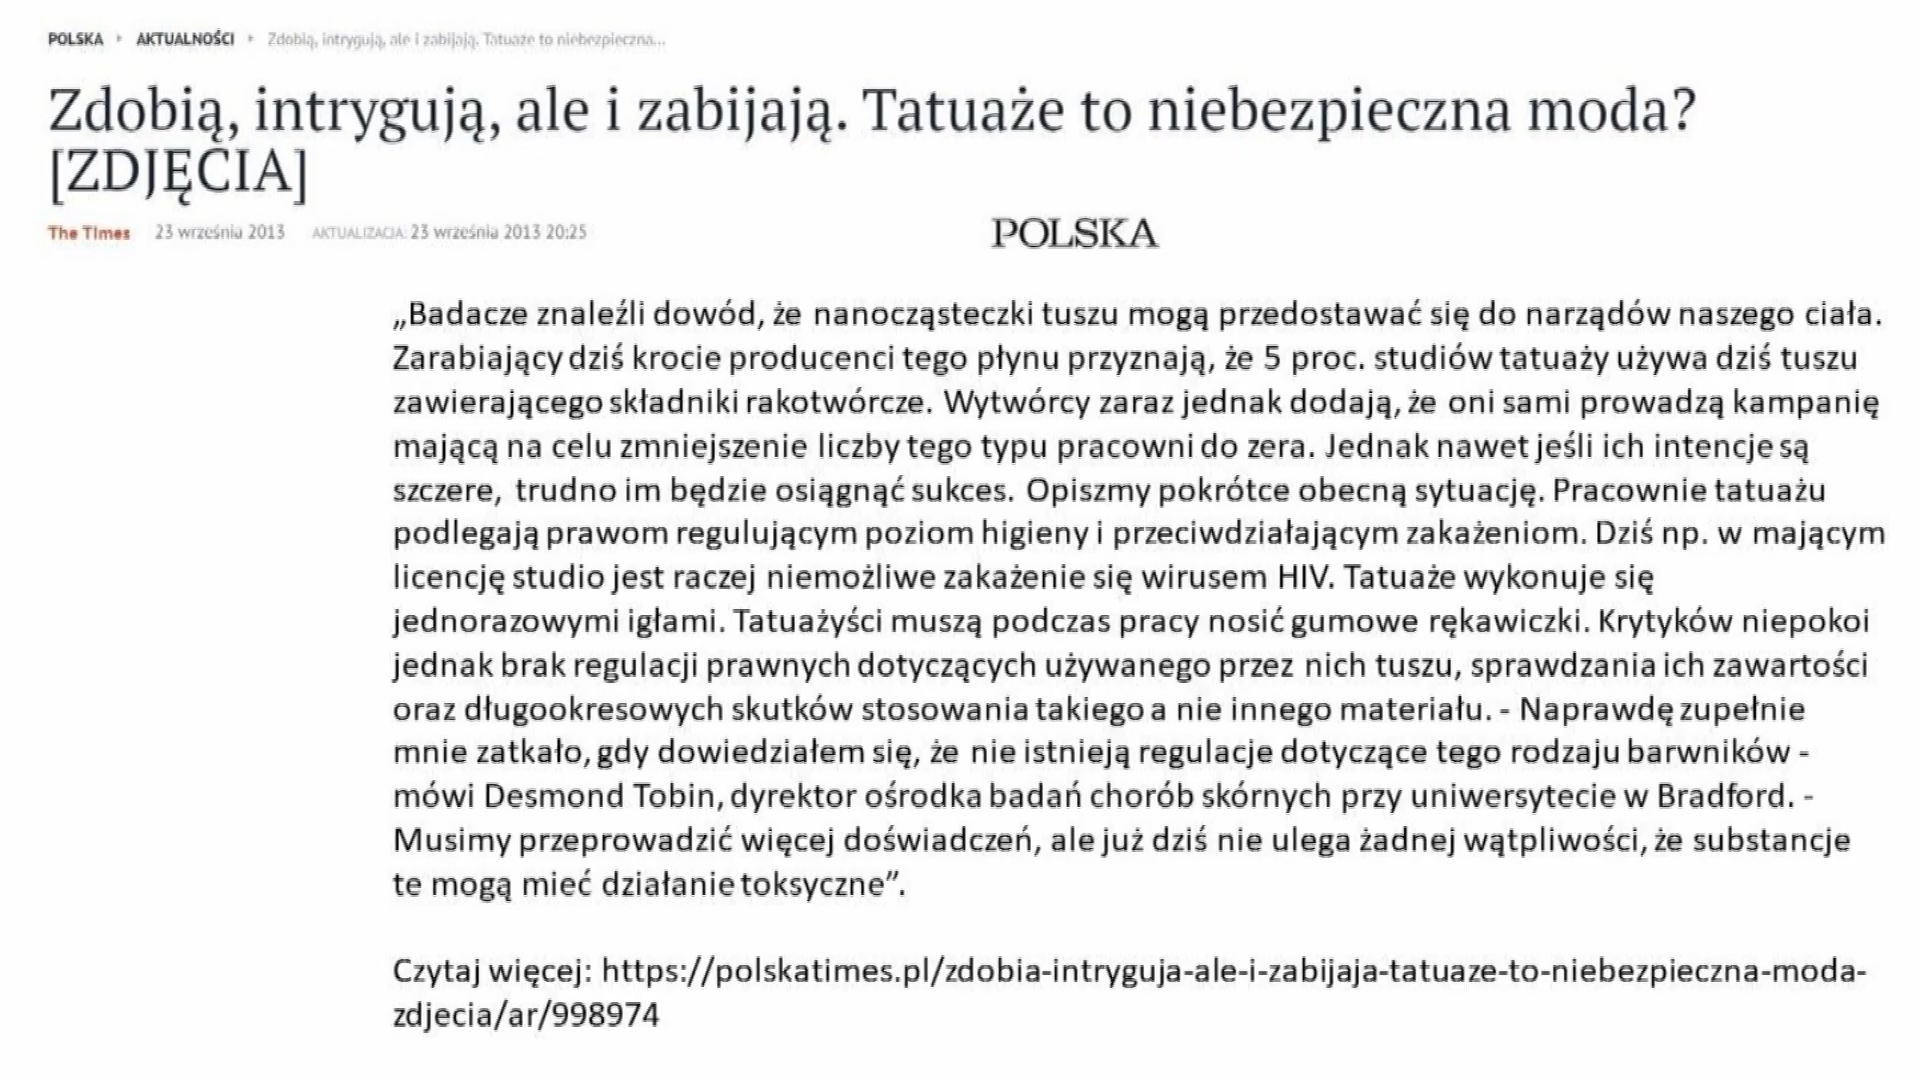 POLSKA ▸ AKTUALNOŚCI ▸ Zdobią, intrygują, ale i zabijają. Tatuaże to niebezpieczna...
Zdobią, intrygują, ale i zabijają. Tatuaże to niebezpieczna moda?
[ZDJĘCIA]
The Times 23 września 2013 AKTUALIZACJA: 23 września 2013 20:25
POLSKA
„Badacze znaleźli dowód, że nanocząsteczki tuszu mogą przedostawać się do narządów naszego ciała.
Zarabiający dziś krocie producenci tego płynu przyznają, że 5 proc. studiów tatuaży używa dziś tuszu
zawierającego składniki rakotwórcze. Wytwórcy zaraz jednak dodają, że oni sami prowadzą kampanię
mającą na celu zmniejszenie liczby tego typu pracowni do zera. Jednak nawet jeśli ich intencje są
szczere, trudno im będzie osiągnąć sukces. Opiszmy pokrótce obecną sytuację. Pracownie tatuażu
podlegają prawom regulującym poziom higieny i przeciwdziałającym zakażeniom. Dziś np. w mającym
licencję studio jest raczej niemożliwe zakażenie się wirusem HIV. Tatuaże wykonuje się
jednorazowymi igłami. Tatuażyści muszą podczas pracy nosić gumowe rękawiczki. Krytyków niepokoi
jednak brak regulacji prawnych dotyczących używanego przez nich tuszu, sprawdzania ich zawartości
oraz długookresowych skutków stosowania takiego a nie innego materiału. - Naprawdę zupełnie
mnie zatkało, gdy dowiedziałem się, że nie istnieją regulacje dotyczące tego rodzaju barwników -
mówi Desmond Tobin, dyrektor ośrodka badań chorób skórnych przy uniwersytecie w Bradford. -
Musimy przeprowadzić więcej doświadczeń, ale już dziś nie ulega żadnej wątpliwości, że substancje
te mogą mieć działanie toksyczne”.
Czytaj więcej: https://polskatimes.pl/zdobia-intryguja-ale-i-zabijaja-tatuaze-to-niebezpieczna-moda-
zdjecia/ar/998974